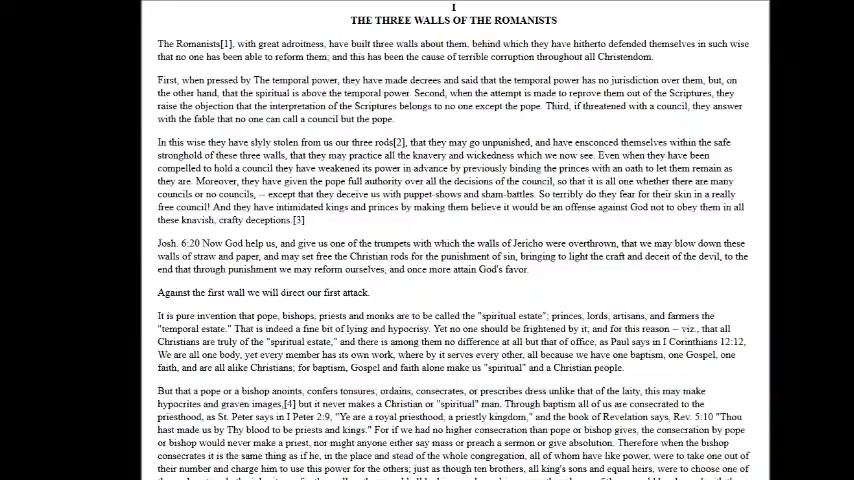 I
THE THREE WALLS OF THE ROMANISTS
The Romanists[1], with great adroitness, have built three walls about them, behind which they have hitherto defended themselves in such wise
that no one has been able to reform them; and this has been the cause of terrible corruption throughout all Christendom.
First, when pressed by The temporal power, they have made decrees and said that the temporal power has no jurisdiction over them, but, on
the other hand, that the spiritual is above the temporal power. Second, when the attempt is made to reprove them out of the Scriptures, they
raise the objection that the interpretation of the Scriptures belongs to no one except the pope. Third, if threatened with a council, they answer
with the fable that no one can call a council but the pope.
In this wise they have slyly stolen from us our three rods[2], that they may go unpunished, and have ensconced themselves within the safe
stronghold of these three walls, that they may practice all the knavery and wickedness which we now see. Even when they have been
compelled to hold a council they have weakened its power in advance by previously binding the princes with an oath to let them remain as
they are. Moreover, they have given the pope full authority over all the decisions of the council, so that it is all one whether there are many
councils or no councils, -- except that they deceive us with puppet-shows and sham-battles. So terribly do they fear for their skin in a really
free council! And they have intimidated kings and princes by making them believe it would be an offense against God not to obey them in all
these knavish, crafty deceptions.[3]
Josh. 6:20 Now God help us, and give us one of the trumpets with which the walls of Jericho were overthrown, that we may blow down these
walls of straw and paper, and may set free the Christian rods for the punishment of sin, bringing to light the craft and deceit of the devil, to the
end that through punishment we may reform ourselves, and once more attain God's favor.
Against the first wall we will direct our first attack.
It is pure invention that pope, bishops, priests and monks are to be called the "spiritual estate"; princes, lords, artisans, and farmers the
"temporal estate." That is indeed a fine bit of lying and hypocrisy. Yet no one should be frightened by it; and for this reason -- viz., that all
Christians are truly of the "spiritual estate," and there is among them no difference at all but that of office, as Paul says in I Corinthians 12:12,
We are all one body, yet every member has its own work, where by it serves every other, all because we have one baptism, one Gospel, one
faith, and are all alike Christians; for baptism, Gospel and faith alone make us "spiritual" and a Christian people.
But that a pope or a bishop anoints, confers tonsures; ordains, consecrates, or prescribes dress unlike that of the laity, this may make
hypocrites and graven images,[4] but it never makes a Christian or "spiritual" man. Through baptism all of us are consecrated to the
priesthood, as St. Peter says in I Peter 2:9, "Ye are a royal priesthood, a priestly kingdom," and the book of Revelation says, Rev. 5:10 "Thou
hast made us by Thy blood to be priests and kings." For if we had no higher consecration than pope or bishop gives, the consecration by pope
or bishop would never make a priest, nor might anyone either say mass or preach a sermon or give absolution. Therefore when the bishop
consecrates it is the same thing as if he, in the place and stead of the whole congregation, all of whom have like power, were to take one out of
their number and charge him to use this power for the others; just as though ten brothers, all king's sons and equal heirs, were to choose one of